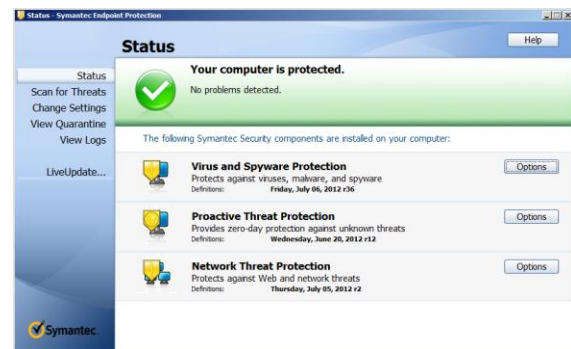 Status - Symantec Endpoint Protection
Status
Help
Status
Scan for Threats
Change Settings
View Quarantine
View Logs
LiveUpdate...
Your computer is protected.
No problems detected.
The following Symantec Security components are installed on your computer:
Virus and Spyware Protection
Options
Protects against viruses, malware, and spyware
Definitions: Friday, July 06, 2012 r36
Proactive Threat Protection
Options
Provides zero-day protection against unknown threats
Definitions: Wednesday, June 20, 2012 r12
Network Threat Protection
Options
Protects against Web and network threats
Definitions: Thursday, July 05, 2012 r2
Symantec.